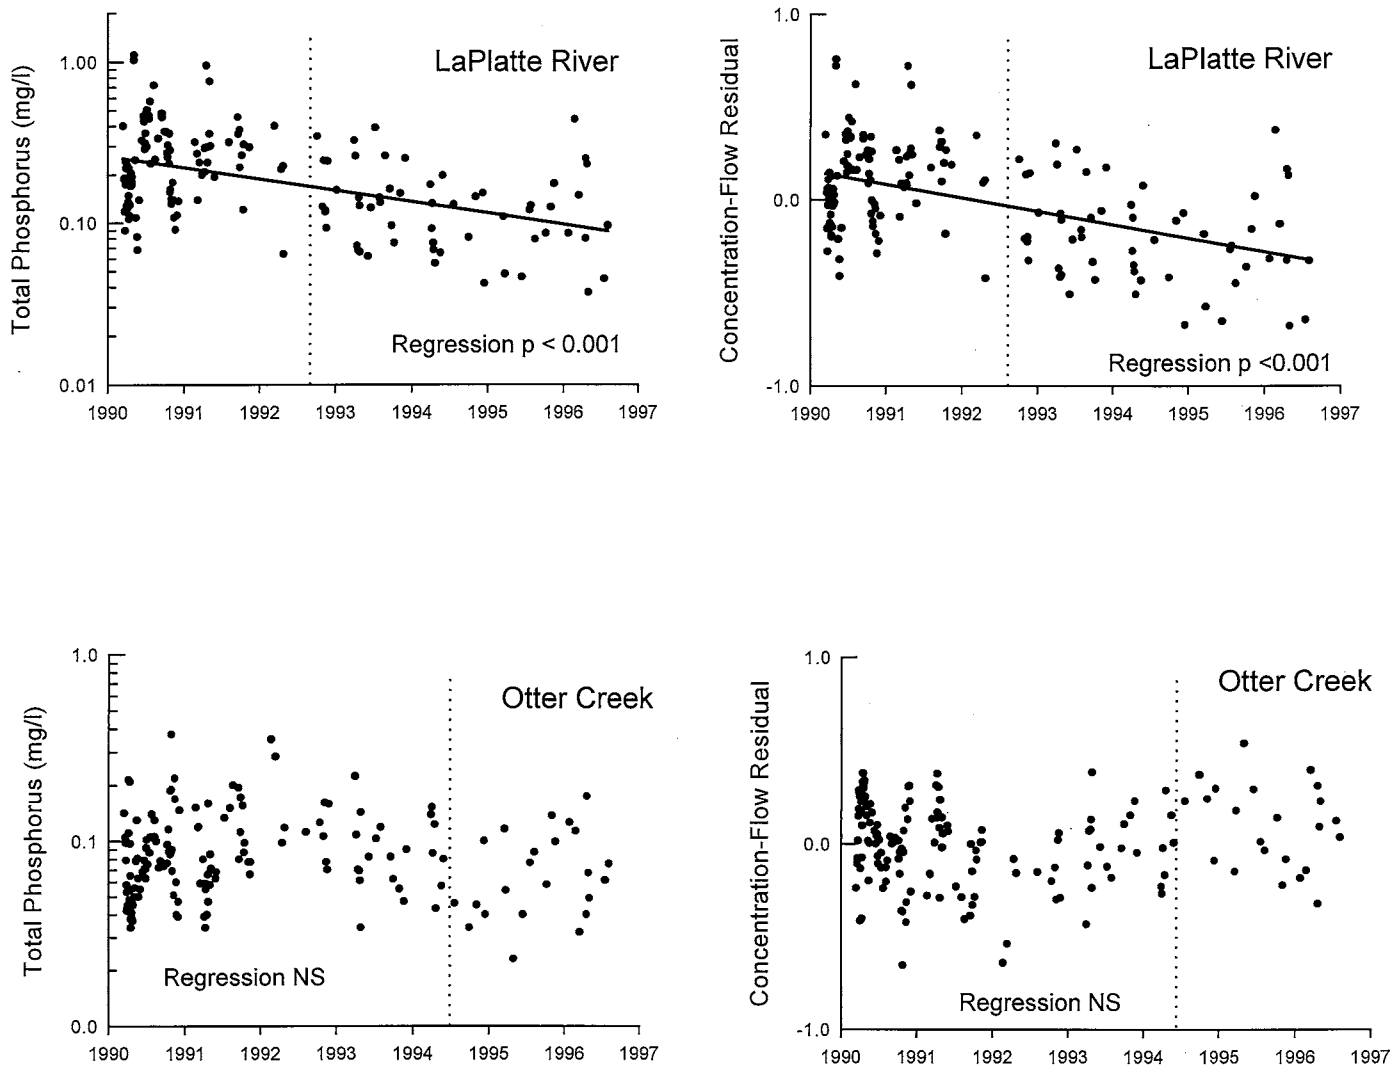 LaPlatte River
Total Phosphorus (mg/l)
1.00
0.10
0.01
Regression p < 0.001
1990 1991 1992 1993 1994 1995 1996 1997
LaPlatte River
Concentration-Flow Residual
1.0
0.0
-1.0
Regression p <0.001
1990 1991 1992 1993 1994 1995 1996 1997
Otter Creek
Total Phosphorus (mg/l)
1.0
0.1
0.0
Regression NS
1990 1991 1992 1993 1994 1995 1996 1997
Otter Creek
Concentration-Flow Residual
1.0
0.0
-1.0
Regression NS
1990 1991 1992 1993 1994 1995 1996 1997